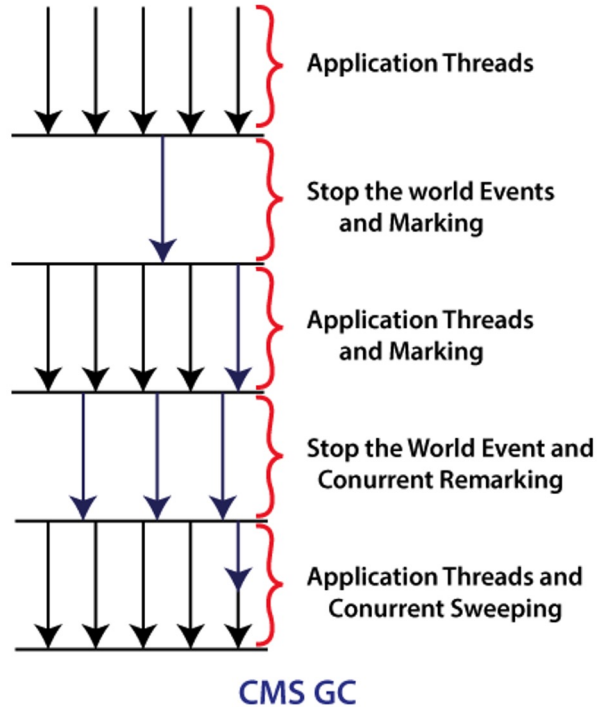 Application Threads
Stop the world Events
and Marking
Application Threads
and Marking
Stop the World Event and
Conurrent Remarking
Application Threads and
Conurrent Sweeping
CMS GC